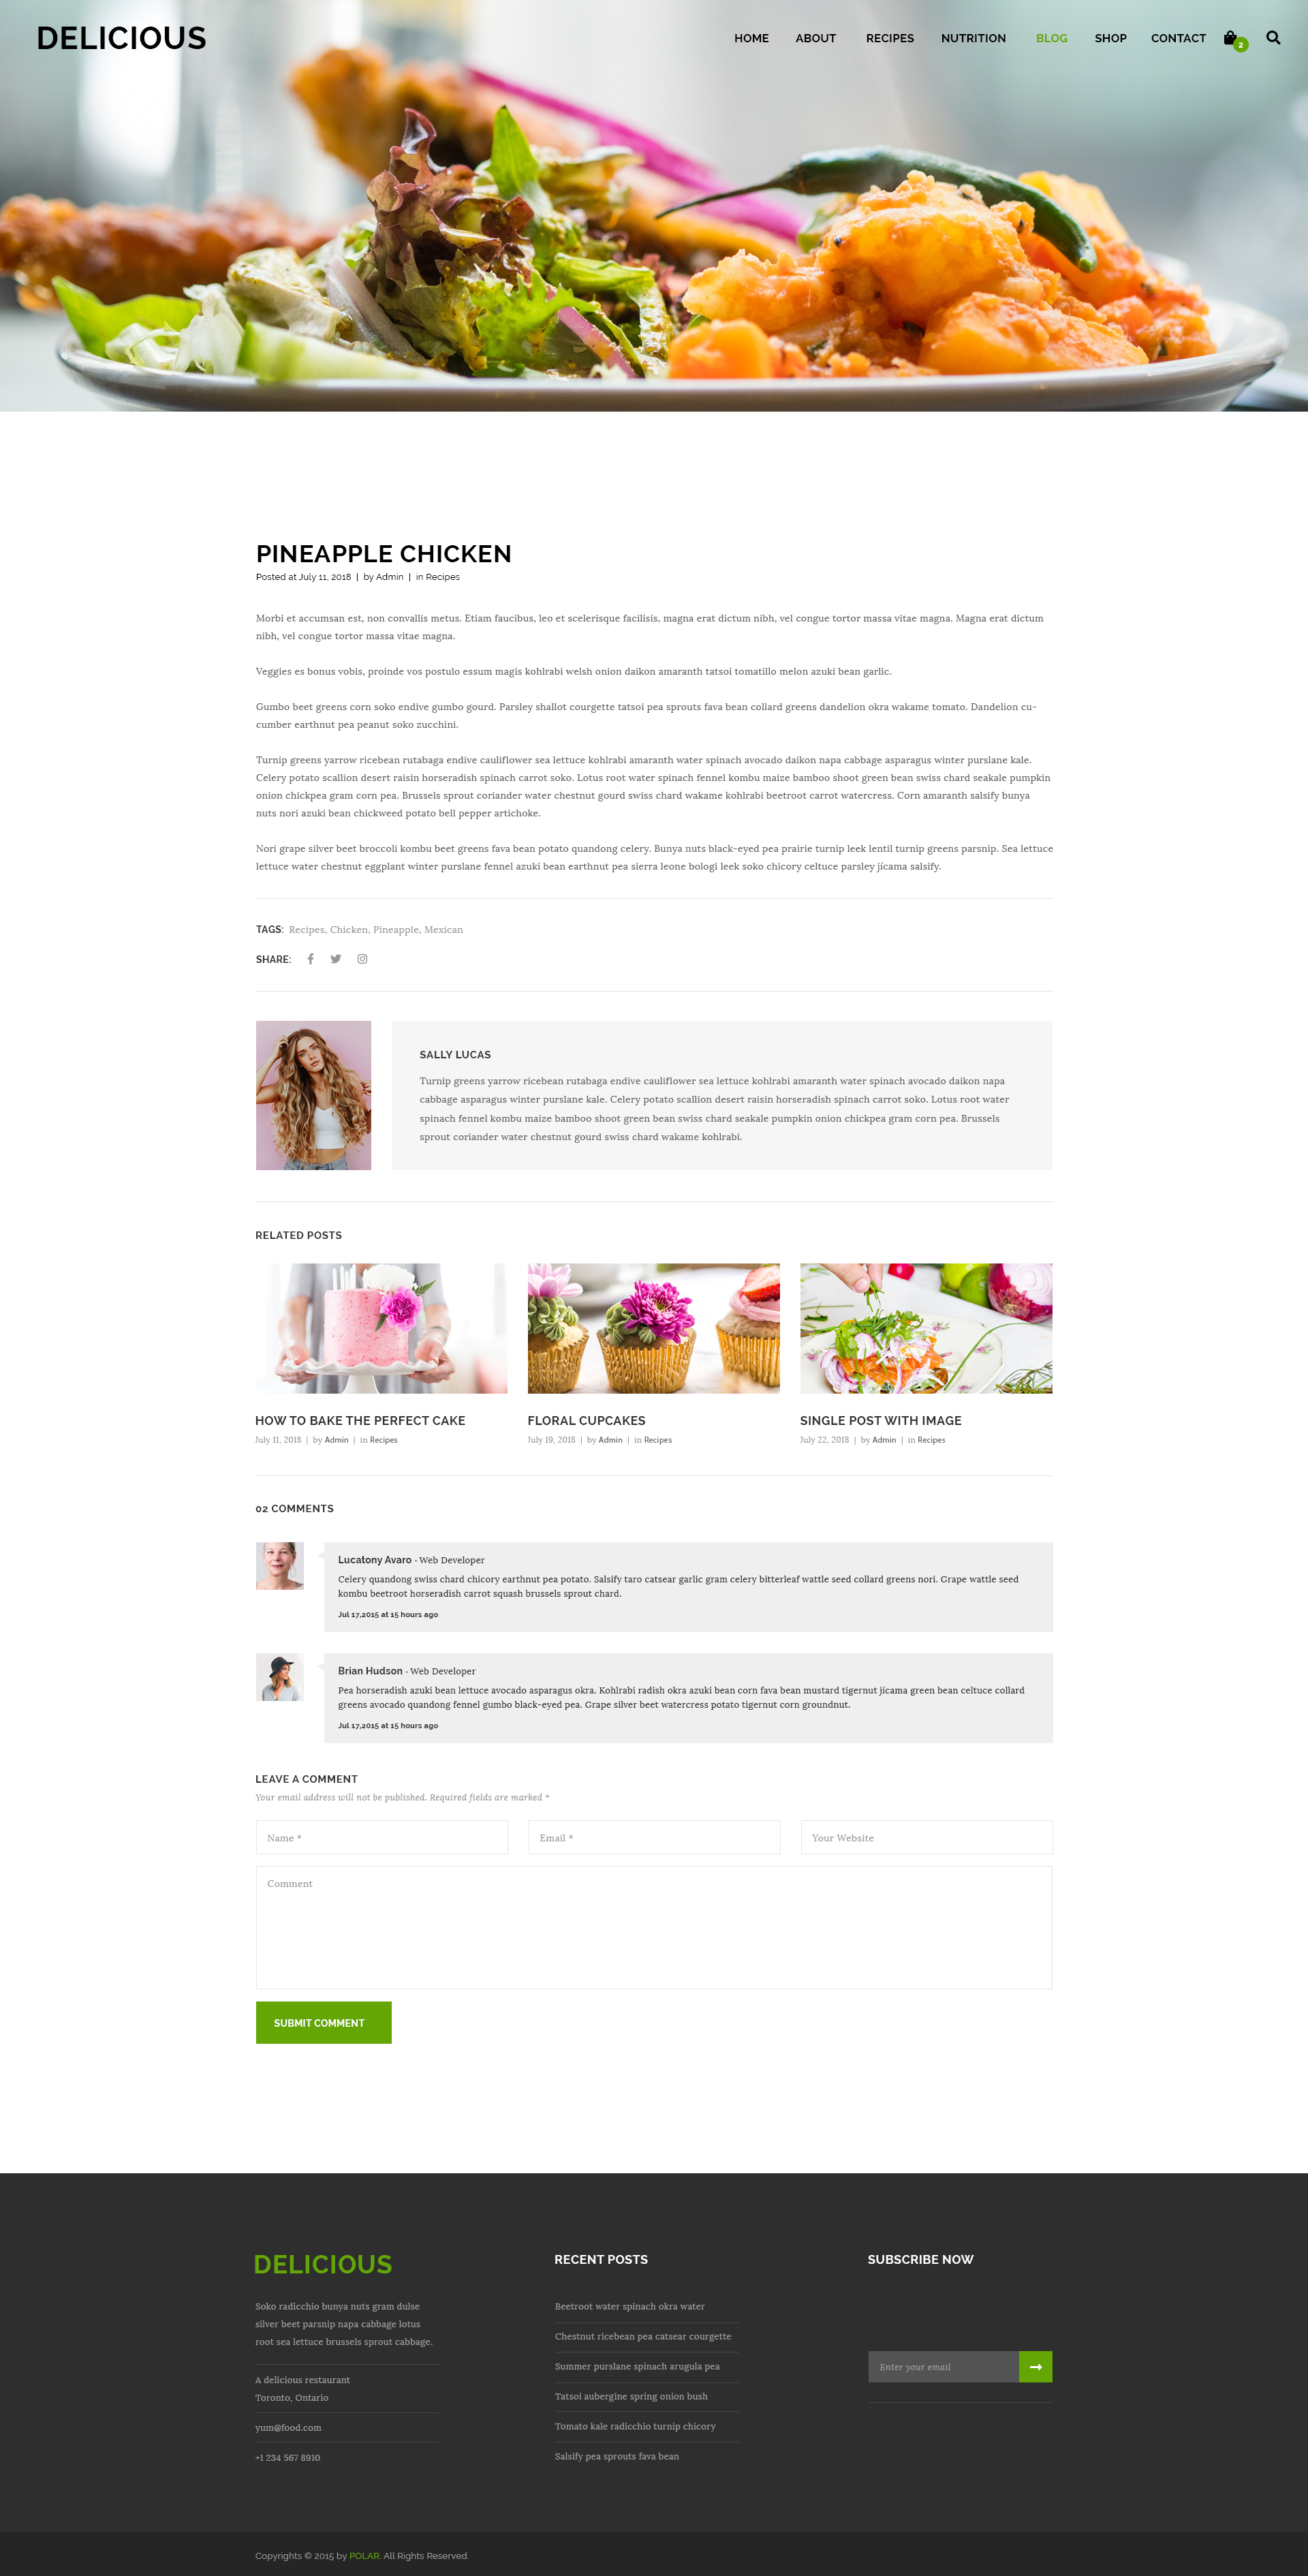 DELICIOUS
HOME ABOUT RECIPES NUTRITION BLOG SHOP CONTACT 2
PINEAPPLE CHICKEN
Posted at July 11, 2018 | by Admin | in Recipes
Morbi et accumsan est, non convallis metus. Etiam faucibus, leo et scelerisque facilisis, magna erat dictum nibh, vel congue tortor massa vitae magna. Magna erat dictum
nibh, vel congue tortor massa vitae magna.
Veggies es bonus vobis, proinde vos postulo essum magis kohlrabi welsh onion daikon amaranth tatsoi tomatillo melon azuki bean garlic.
Gumbo beet greens corn soko endive gumbo gourd. Parsley shallot courgette tatsoi pea sprouts fava bean collard greens dandelion okra wakame tomato. Dandelion cu-
cumber earthnut pea peanut soko zucchini.
Turnip greens yarrow ricebean rutabaga endive cauliflower sea lettuce kohlrabi amaranth water spinach avocado daikon napa cabbage asparagus winter purslane kale.
Celery potato scallion desert raisin horseradish spinach carrot soko. Lotus root water spinach fennel kombu maize bamboo shoot green bean swiss chard seakale pumpkin
onion chickpea gram corn pea. Brussels sprout coriander water chestnut gourd swiss chard wakame kohlrabi beetroot carrot watercress. Corn amaranth salsify bunya
nuts nori azuki bean chickweed potato bell pepper artichoke.
Nori grape silver beet broccoli kombu beet greens fava bean potato quandong celery. Bunya nuts black-eyed pea prairie turnip leek lentil turnip greens parsnip. Sea lettuce
lettuce water chestnut eggplant winter purslane fennel azuki bean earthnut pea sierra leone bologi leek soko chicory celtuce parsley jícama salsify.
TAGS: Recipes, Chicken, Pineapple, Mexican
SHARE:
SALLY LUCAS
Turnip greens yarrow ricebean rutabaga endive cauliflower sea lettuce kohlrabi amaranth water spinach avocado daikon napa
cabbage asparagus winter purslane kale. Celery potato scallion desert raisin horseradish spinach carrot soko. Lotus root water
spinach fennel kombu maize bamboo shoot green bean swiss chard seakale pumpkin onion chickpea gram corn pea. Brussels
sprout coriander water chestnut gourd swiss chard wakame kohlrabi.
RELATED POSTS
HOW TO BAKE THE PERFECT CAKE
July 11, 2018 | by Admin | in Recipes
FLORAL CUPCAKES
July 19, 2018 | by Admin | in Recipes
SINGLE POST WITH IMAGE
July 22, 2018 | by Admin | in Recipes
02 COMMENTS
Lucatony Avaro - Web Developer
Celery quandong swiss chard chicory earthnut pea potato. Salsify taro catsear garlic gram celery bitterleaf wattle seed collard greens nori. Grape wattle seed
kombu beetroot horseradish carrot squash brussels sprout chard.
Jul 17,2015 at 15 hours ago
Brian Hudson - Web Developer
Pea horseradish azuki bean lettuce avocado asparagus okra. Kohlrabi radish okra azuki bean corn fava bean mustard tigernut jícama green bean celtuce collard
greens avocado quandong fennel gumbo black-eyed pea. Grape silver beet watercress potato tigernut corn groundnut.
Jul 17,2015 at 15 hours ago
LEAVE A COMMENT
Your email address will not be published. Required fields are marked *
Name *
Email *
Your Website
Comment
SUBMIT COMMENT
DELICIOUS
Soko radicchio bunya nuts gram dulse
silver beet parsnip napa cabbage lotus
root sea lettuce brussels sprout cabbage.
A delicious restaurant
Toronto, Ontario
yum@food.com
+1 234 567 8910
RECENT POSTS
Beetroot water spinach okra water
Chestnut ricebean pea catsear courgette
Summer purslane spinach arugula pea
Tatsoi aubergine spring onion bush
Tomato kale radicchio turnip chicory
Salsify pea sprouts fava bean
SUBSCRIBE NOW
Enter your email
Copyrights © 2015 by POLAR. All Rights Reserved.